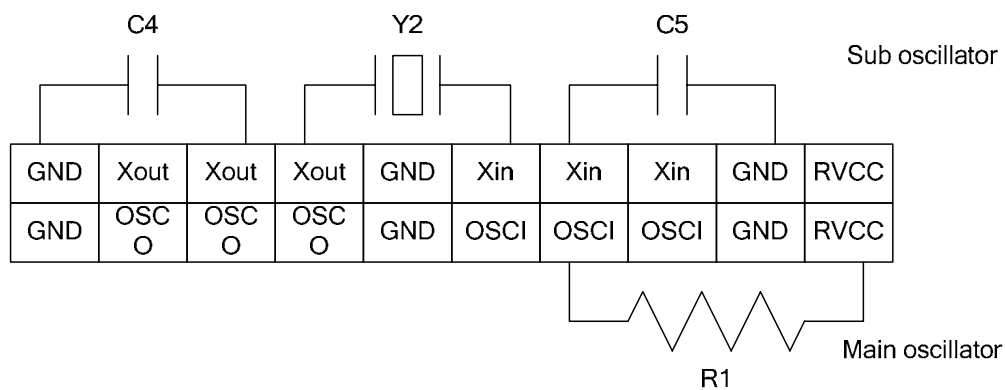 C4 Y2 C5
Sub oscillator
GND Xout Xout Xout GND Xin Xin Xin GND RVCC
GND OSCO OSCO OSCO GND OSCI OSCI OSCI GND RVCC
Main oscillator
R1